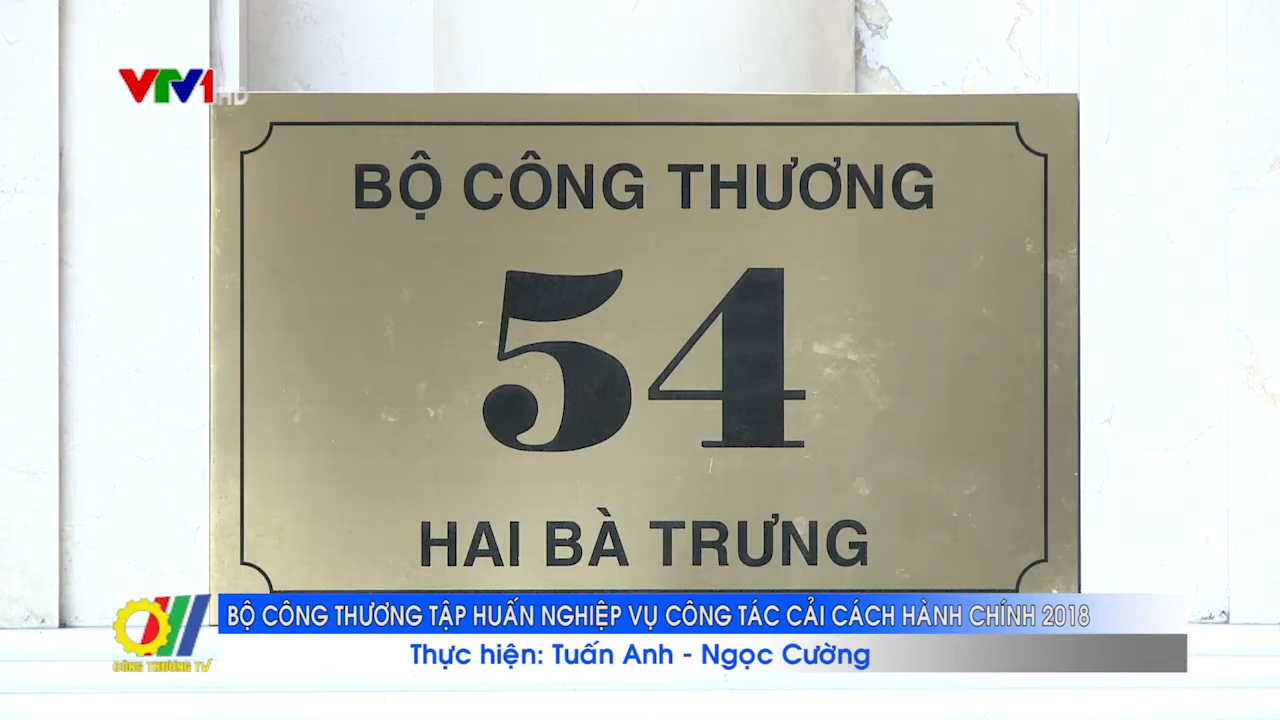 VTV1 HD
BỘ CÔNG THƯƠNG
54
HAI BÀ TRƯNG
BỘ CÔNG THƯƠNG TẬP HUẤN NGHIỆP VỤ CÔNG TÁC CẢI CÁCH HÀNH CHÍNH 2018
CÔNG THƯƠNG TV
Thực hiện: Tuấn Anh - Ngọc Cường